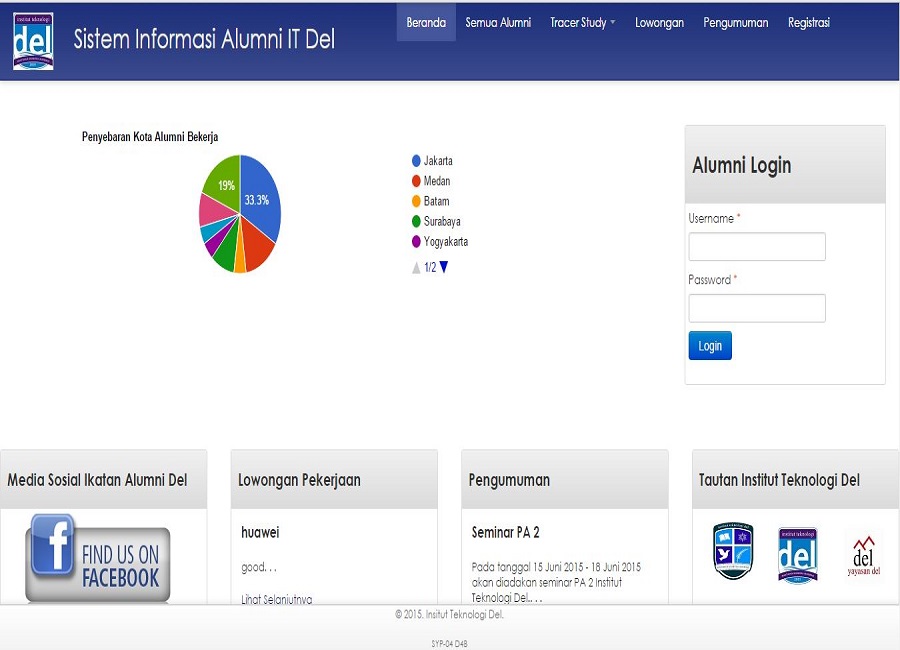 institut teknologi
del
Sistem Informasi Alumni IT Del
Beranda
Semua Alumni
Tracer Study
Lowongan
Pengumuman
Registrasi
Penyebaran Kota Alumni Bekerja
19%
33.3%
Jakarta
Medan
Batam
Surabaya
Yogyakarta
1/2
Alumni Login
Username *
Password *
Login
Media Sosial Ikatan Alumni Del
f
FIND US ON
FACEBOOK
Lowongan Pekerjaan
huawei
good. . .
Lihat Selanjutnya
Pengumuman
Seminar PA 2
Pada tanggal 15 Juni 2015 - 18 Juni 2015
akan diadakan seminar PA 2 Institut
Teknologi Del.. . .
Tautan Institut Teknologi Del
institut teknologi
del
del
yayasan del
© 2015. Insitut Teknologi Del.
SYP-04 D4B